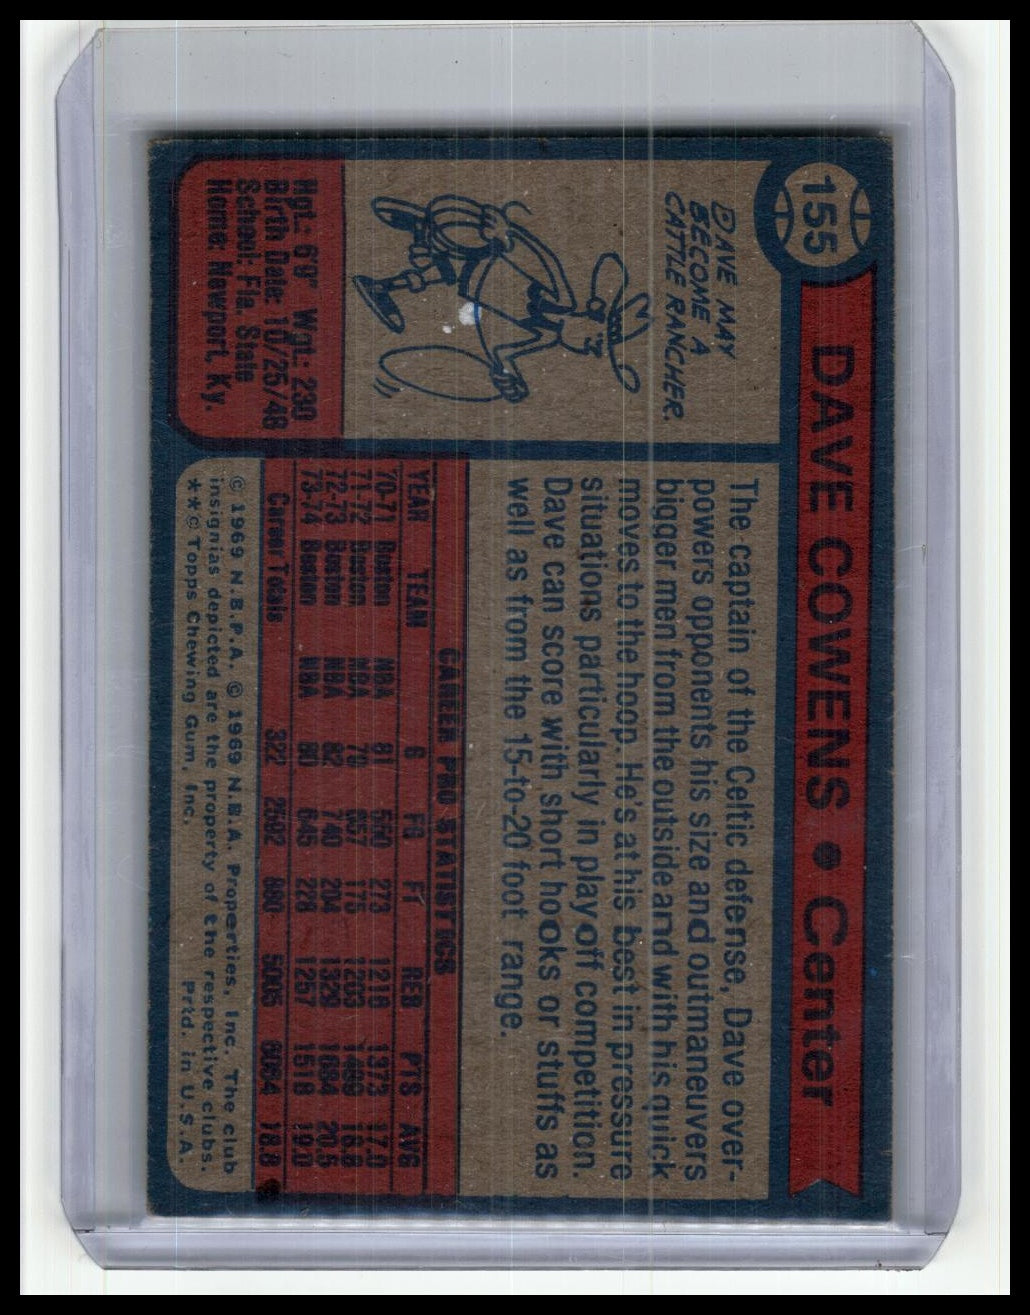 155
DAVE COWENS ● Center
DAVE MAY
BECOME A
CATTLE RANCHER.
Hgt.: 6'9" Wgt.: 230
Birth Date: 10/25/48
School: Fla. State
Home: Newport, Ky.
The captain of the Celtic defense, Dave over-
powers opponents his size and outmaneuvers
bigger men from the outside and with his quick
moves to the hoop. He's at his best in pressure
situations particularly in playoff competition.
Dave can score with short hooks or stuffs as
well as from the 15-to-20 foot range.
CAREER PRO STATISTICS
YEAR TEAM G FG FT REB PTS AVG
70-71 Boston NBA 81 550 273 1216 1373 17.0
71-72 Boston NBA 79 657 175 1203 1489 18.8
72-73 Boston NBA 82 740 204 1329 1684 20.5
73-74 Boston NBA 80 645 228 1257 1518 19.0
Career Totals 322 2592 880 5005 6064 18.8
© 1969 N.B.P.A. © 1969 N.B.A. Properties, Inc. The club
insignias depicted are the property of the respective clubs.
**© Topps Chewing Gum, Inc. Prtd. in U.S.A.